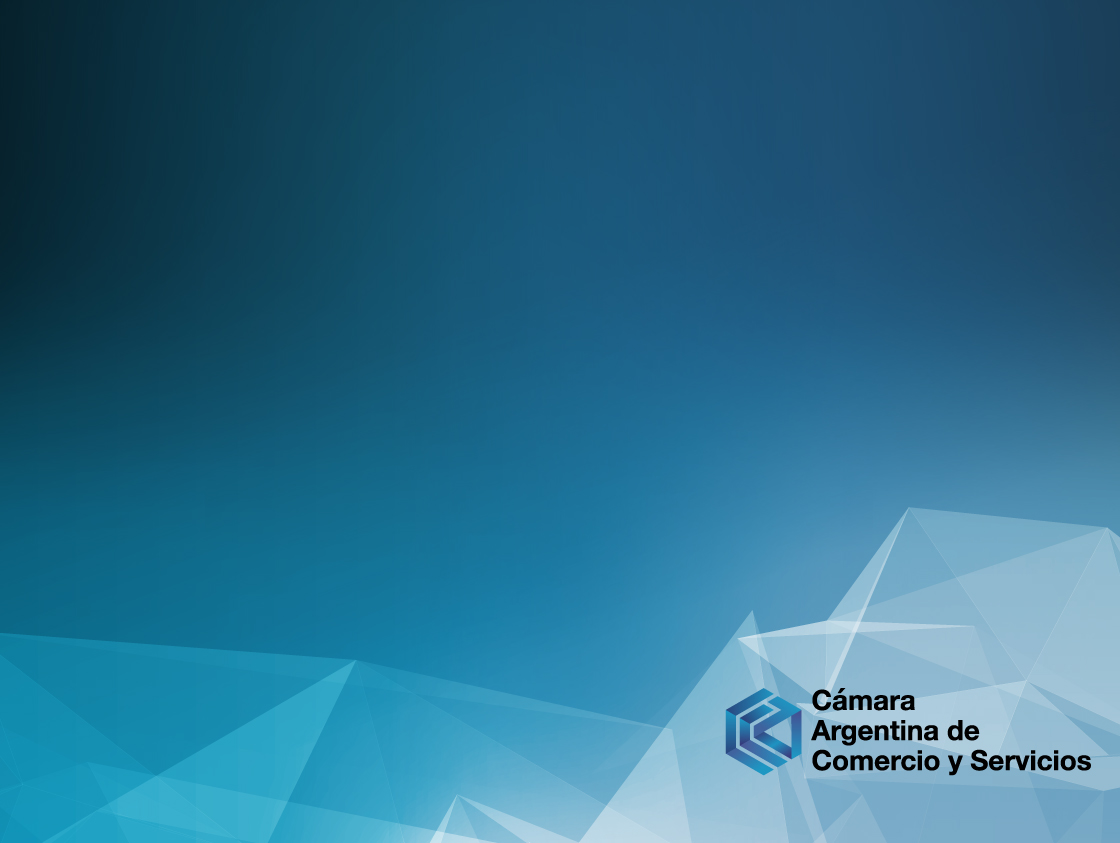 Cámara
Argentina de
Comercio y Servicios